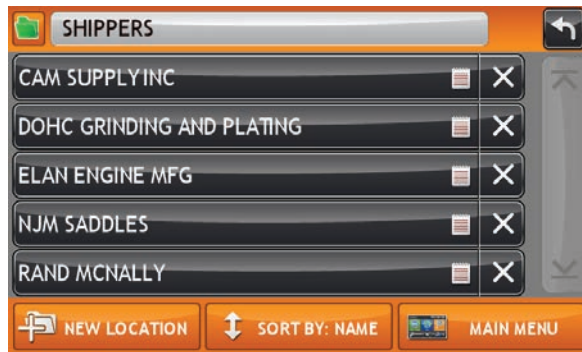 SHIPPERS
CAM SUPPLY INC
DOHC GRINDING AND PLATING
ELAN ENGINE MFG
NJM SADDLES
RAND MCNALLY
NEW LOCATION SORT BY: NAME MAIN MENU